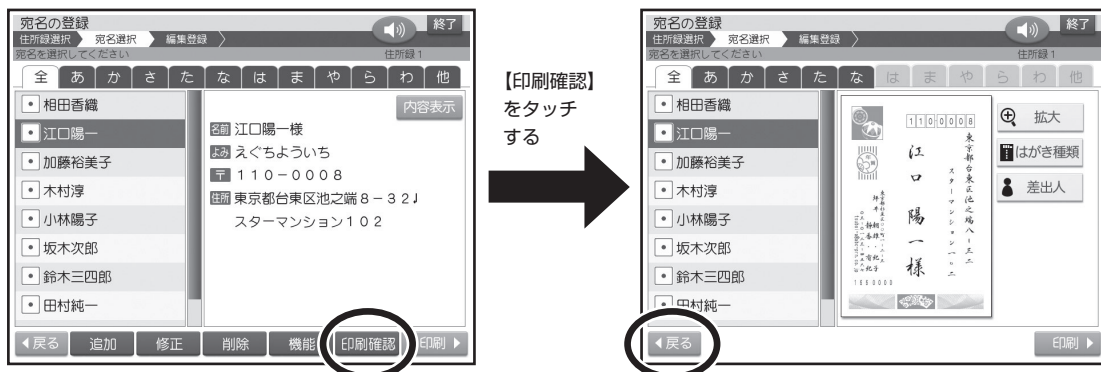 宛名の登録
終了
住所録選択 宛名選択 編集登録
宛名を選択してください 住所録1
全 あ か さ た な は ま や ら わ 他
相田香織
江口陽一
加藤裕美子
木村淳
小林陽子
坂木次郎
鈴木三四郎
田村純一
内容表示
名前 江口陽一様
よみ えぐちよういち
〒 110-0008
住所 東京都台東区池之端8-32
スターマンション102
戻る 追加 修正 削除 機能 印刷確認 印刷
【印刷確認】
をタッチ
する
宛名の登録
終了
住所録選択 宛名選択 編集登録
宛名を選択してください 住所録1
全 あ か さ た な は ま や ら わ 他
相田香織
江口陽一
加藤裕美子
木村淳
小林陽子
坂木次郎
鈴木三四郎
田村純一
1100008
東京都台東区池之端八-三二
スターマンション一〇二
江口陽一様
1880000
拡大
はがき種類
差出人
戻る 印刷